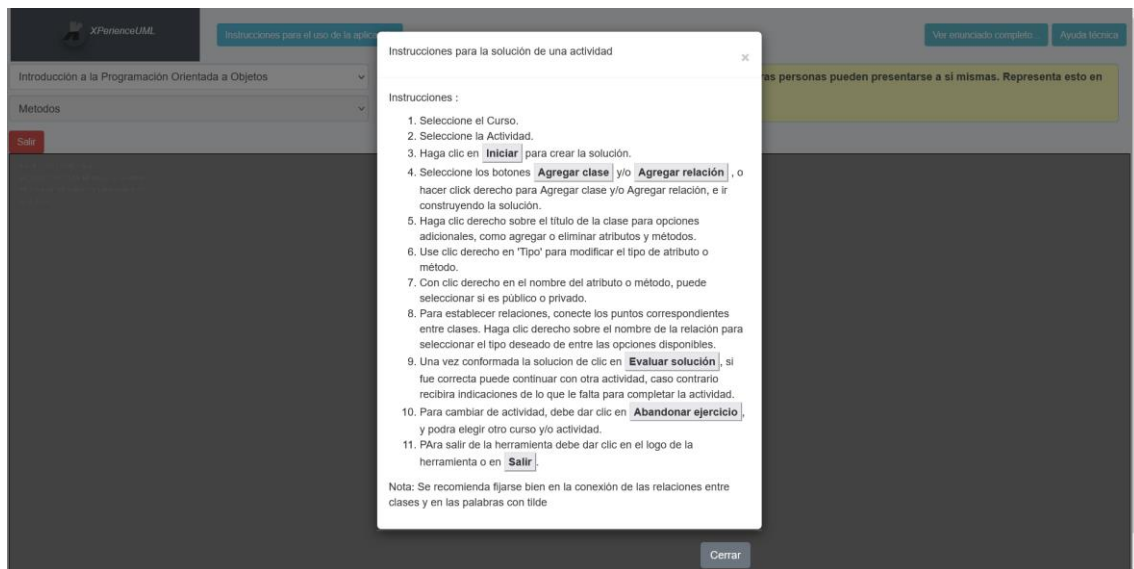 XPerienceUML
Instrucciones para el uso de la aplica
Ver enunciado completo...
Ayuda técnica
Introducción a la Programación Orientada a Objetos
as personas pueden presentarse a si mismas. Representa esto en
Metodos
Salir
Instrucciones para la solución de una actividad
×
Instrucciones :
1. Seleccione el Curso.
2. Seleccione la Actividad.
3. Haga clic en Iniciar para crear la solución.
4. Seleccione los botones Agregar clase y/o Agregar relación , o
hacer click derecho para Agregar clase y/o Agregar relación, e ir
construyendo la solución.
5. Haga clic derecho sobre el título de la clase para opciones
adicionales, como agregar o eliminar atributos y métodos.
6. Use clic derecho en 'Tipo' para modificar el tipo de atributo o
método.
7. Con clic derecho en el nombre del atributo o método, puede
seleccionar si es público o privado.
8. Para establecer relaciones, conecte los puntos correspondientes
entre clases. Haga clic derecho sobre el nombre de la relación para
seleccionar el tipo deseado de entre las opciones disponibles.
9. Una vez conformada la solucion de clic en Evaluar solución , si
fue correcta puede continuar con otra actividad, caso contrario
recibira indicaciones de lo que le falta para completar la actividad.
10. Para cambiar de actividad, debe dar clic en Abandonar ejercicio ,
y podra elegir otro curso y/o actividad.
11. PAra salir de la herramienta debe dar clic en el logo de la
herramienta o en Salir .
Nota: Se recomienda fijarse bien en la conexión de las relaciones entre
clases y en las palabras con tilde
Cerrar